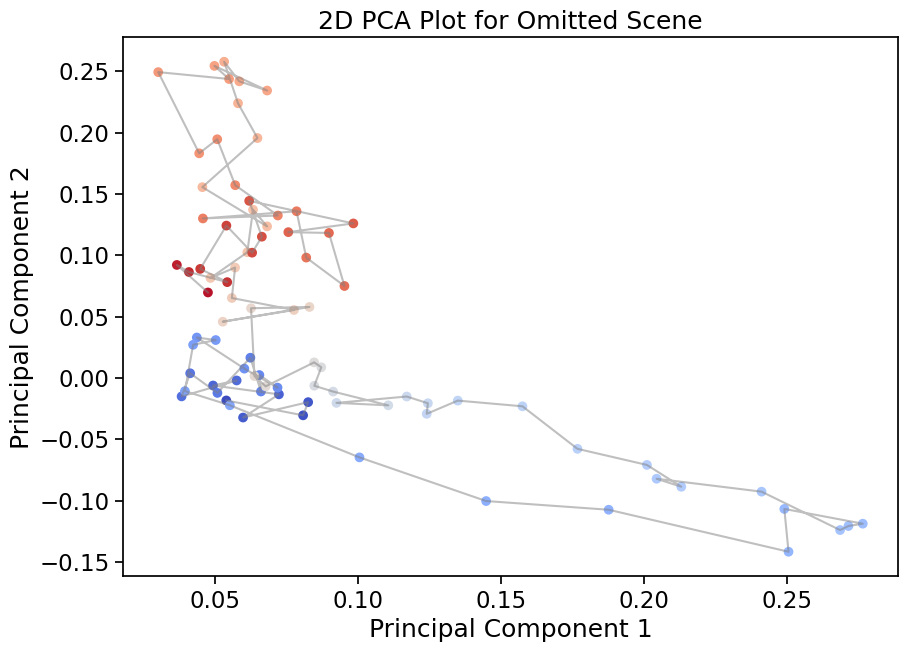 2D PCA Plot for Omitted Scene
0.25
0.20
0.15
0.10
0.05
0.00
−0.05
−0.10
−0.15
Principal Component 2
0.05 0.10 0.15 0.20 0.25
Principal Component 1